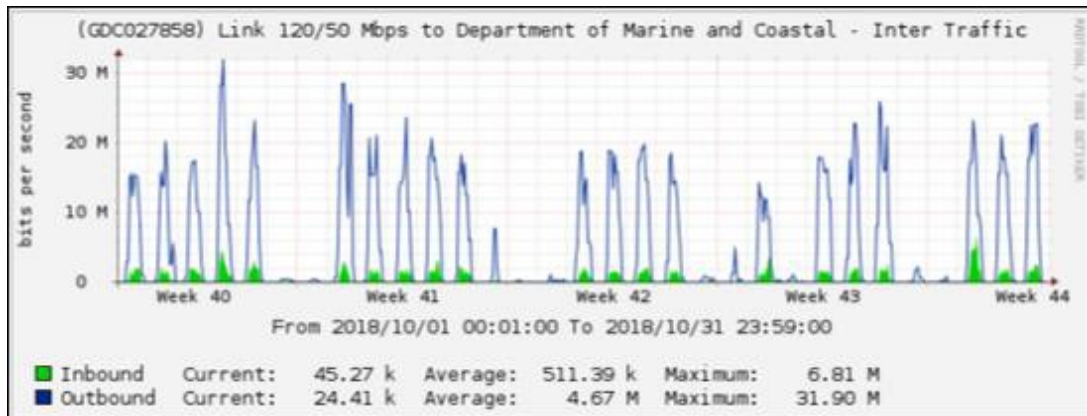 (GDC027858) Link 120/50 Mbps to Department of Marine and Coastal - Inter Traffic
RRDTOOL / TOBI OETIKER
bits per second
30 M
20 M
10 M
0
Week 40 Week 41 Week 42 Week 43 Week 44
From 2018/10/01 00:01:00 To 2018/10/31 23:59:00
Inbound Current: 45.27 k Average: 511.39 k Maximum: 6.81 M
Outbound Current: 24.41 k Average: 4.67 M Maximum: 31.90 M